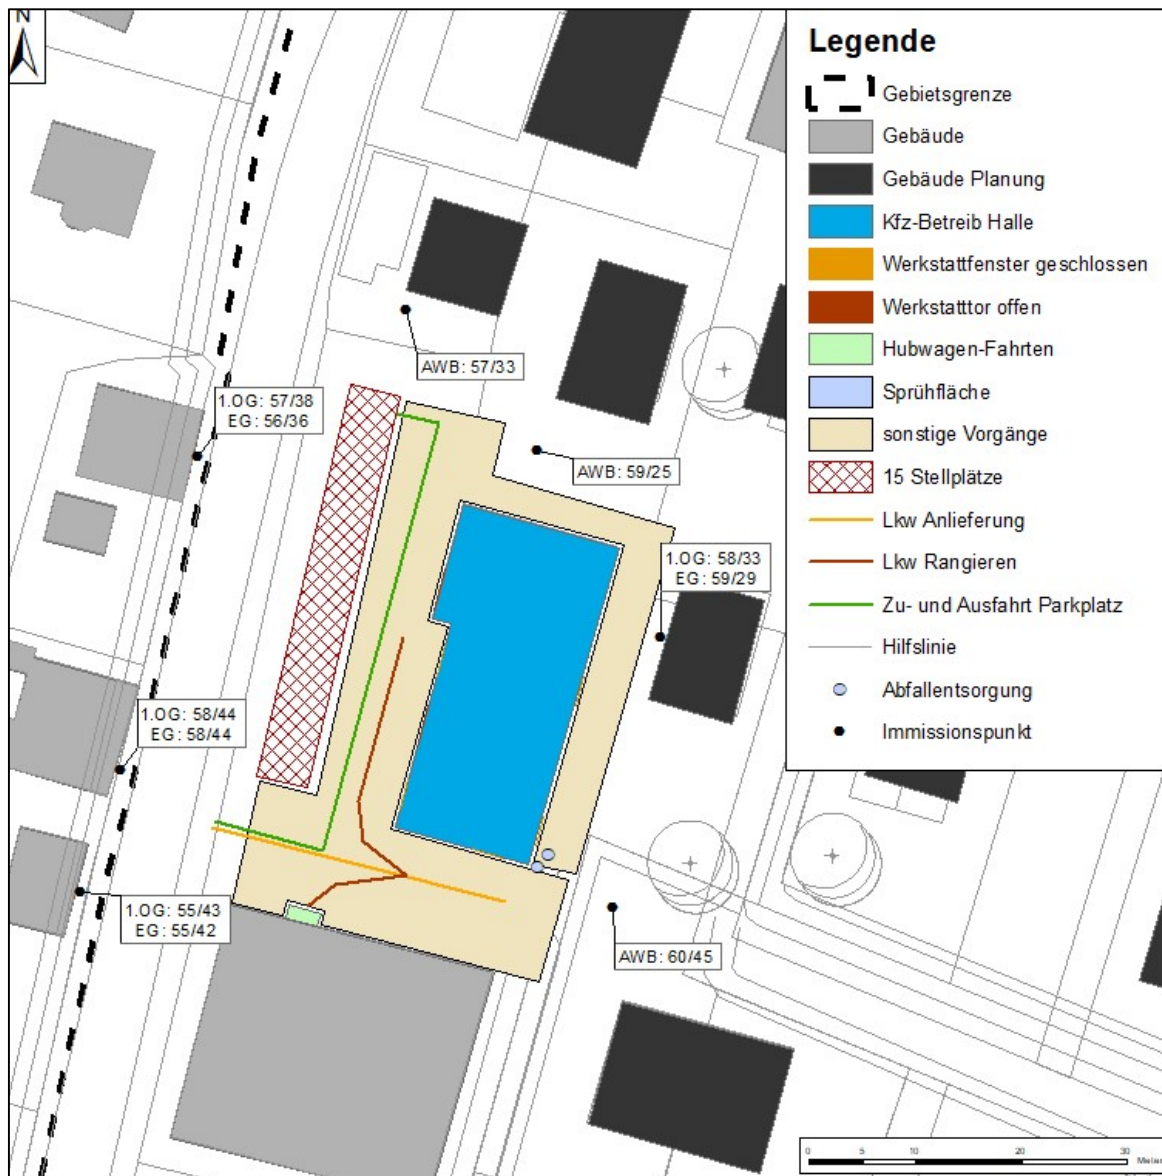 N
Legende
Gebietsgrenze
Gebäude
Gebäude Planung
Kfz-Betreib Halle
Werkstattfenster geschlossen
Werkstatttor offen
Hubwagen-Fahrten
Sprühfläche
sonstige Vorgänge
15 Stellplätze
Lkw Anlieferung
Lkw Rangieren
Zu- und Ausfahrt Parkplatz
Hilfslinie
Abfallentsorgung
Immissionspunkt
AWB: 57/33
1.OG: 57/38
EG: 56/36
AWB: 59/25
1.OG: 58/33
EG: 59/29
1.OG: 58/44
EG: 58/44
1.OG: 55/43
EG: 55/42
AWB: 60/45
0 5 10 20 30
Meter